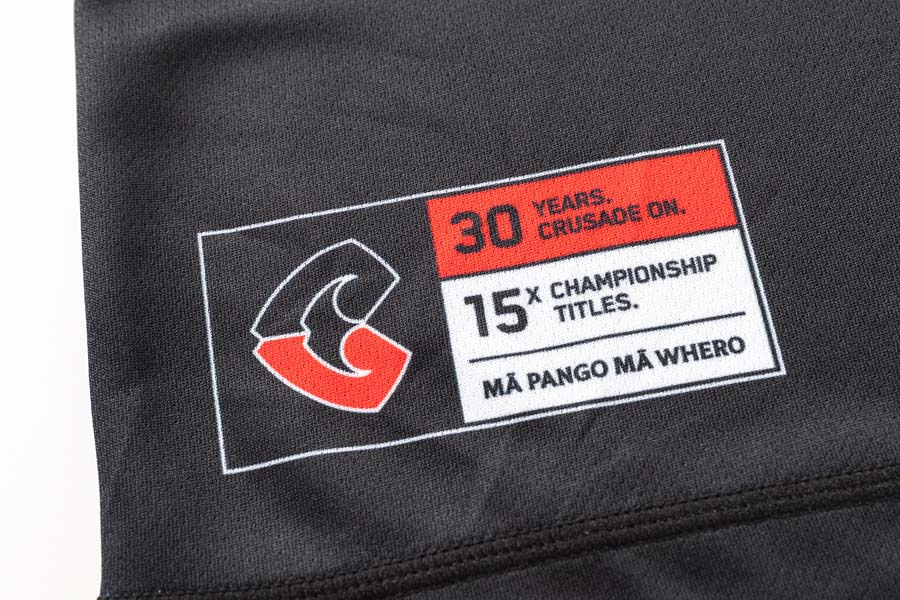 30 YEARS.
CRUSADE ON.
15X CHAMPIONSHIP
TITLES.
MĀ PANGO MĀ WHERO